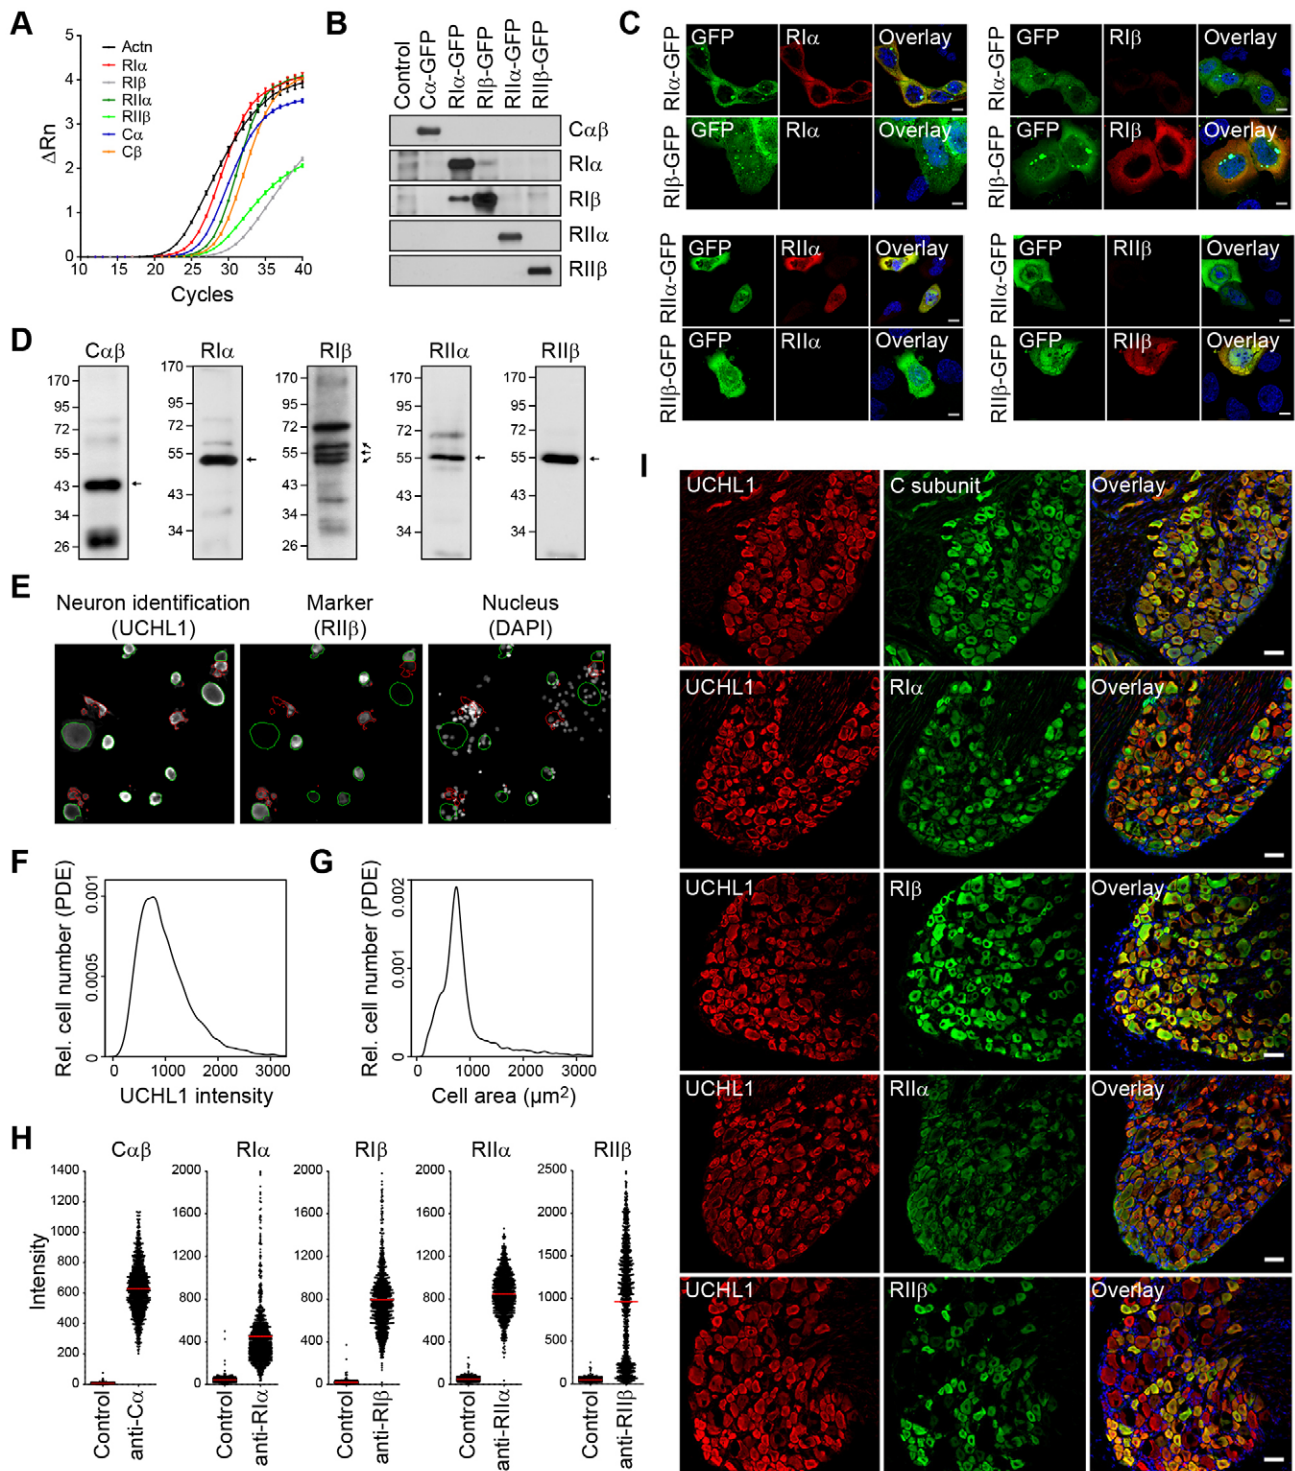 A
5
4
3
2
1
0
ΔRn
10 15 20 25 30 35 40
Cycles
Actn
RIα
RIβ
RIIα
RIIβ
Cα
Cβ
B
Control
Cα-GFP
RIα-GFP
RIβ-GFP
RIIα-GFP
RIIβ-GFP
Cαβ
RIα
RIβ
RIIα
RIIβ
C
RIα-GFP
GFP RIα Overlay
RIβ-GFP
GFP RIα Overlay
RIα-GFP
GFP RIβ Overlay
RIβ-GFP
GFP RIβ Overlay
RIIα-GFP
GFP RIIα Overlay
RIIβ-GFP
GFP RIIα Overlay
RIIα-GFP
GFP RIIβ Overlay
RIIβ-GFP
GFP RIIβ Overlay
D
Cαβ
170
95
72
55
43
34
26
RIα
170
95
72
55
43
34
RIβ
170
95
72
55
43
34
26
RIIα
170
95
72
55
43
34
RIIβ
170
95
72
55
43
34
E
Neuron identification
(UCHL1)
Marker
(RIIβ)
Nucleus
(DAPI)
F
Rel. cell number (PDE)
0.001
0.0005
0
0 1000 2000 3000
UCHL1 intensity
G
Rel. cell number (PDE)
0.002
0.001
0
0 1000 2000 3000
Cell area (µm²)
H
Intensity
Cαβ
1400
1200
1000
800
600
400
200
0
Control
anti-Cα
RIα
2000
1600
1200
800
400
0
Control
anti-RIα
RIβ
2000
1600
1200
800
400
0
Control
anti-RIβ
RIIα
2000
1600
1200
800
400
0
Control
anti-RIIα
RIIβ
2500
2000
1500
1000
500
0
Control
anti-RIIβ
I
UCHL1 C subunit Overlay
UCHL1 RIα Overlay
UCHL1 RIβ Overlay
UCHL1 RIIα Overlay
UCHL1 RIIβ Overlay